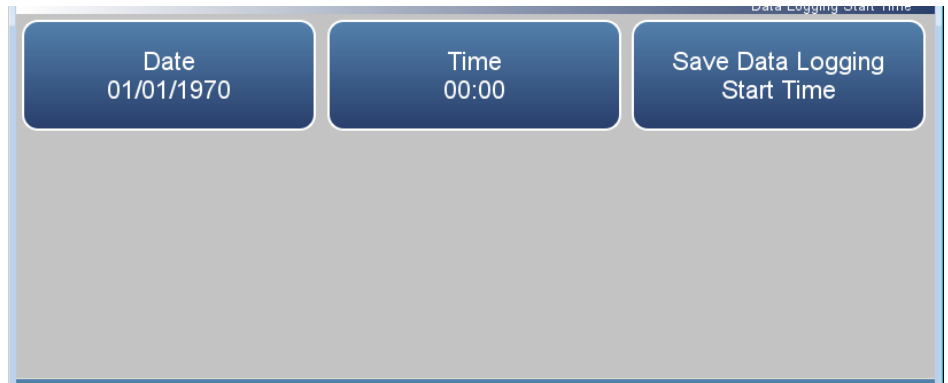 Data Logging Start Time
Date
01/01/1970
Time
00:00
Save Data Logging
Start Time